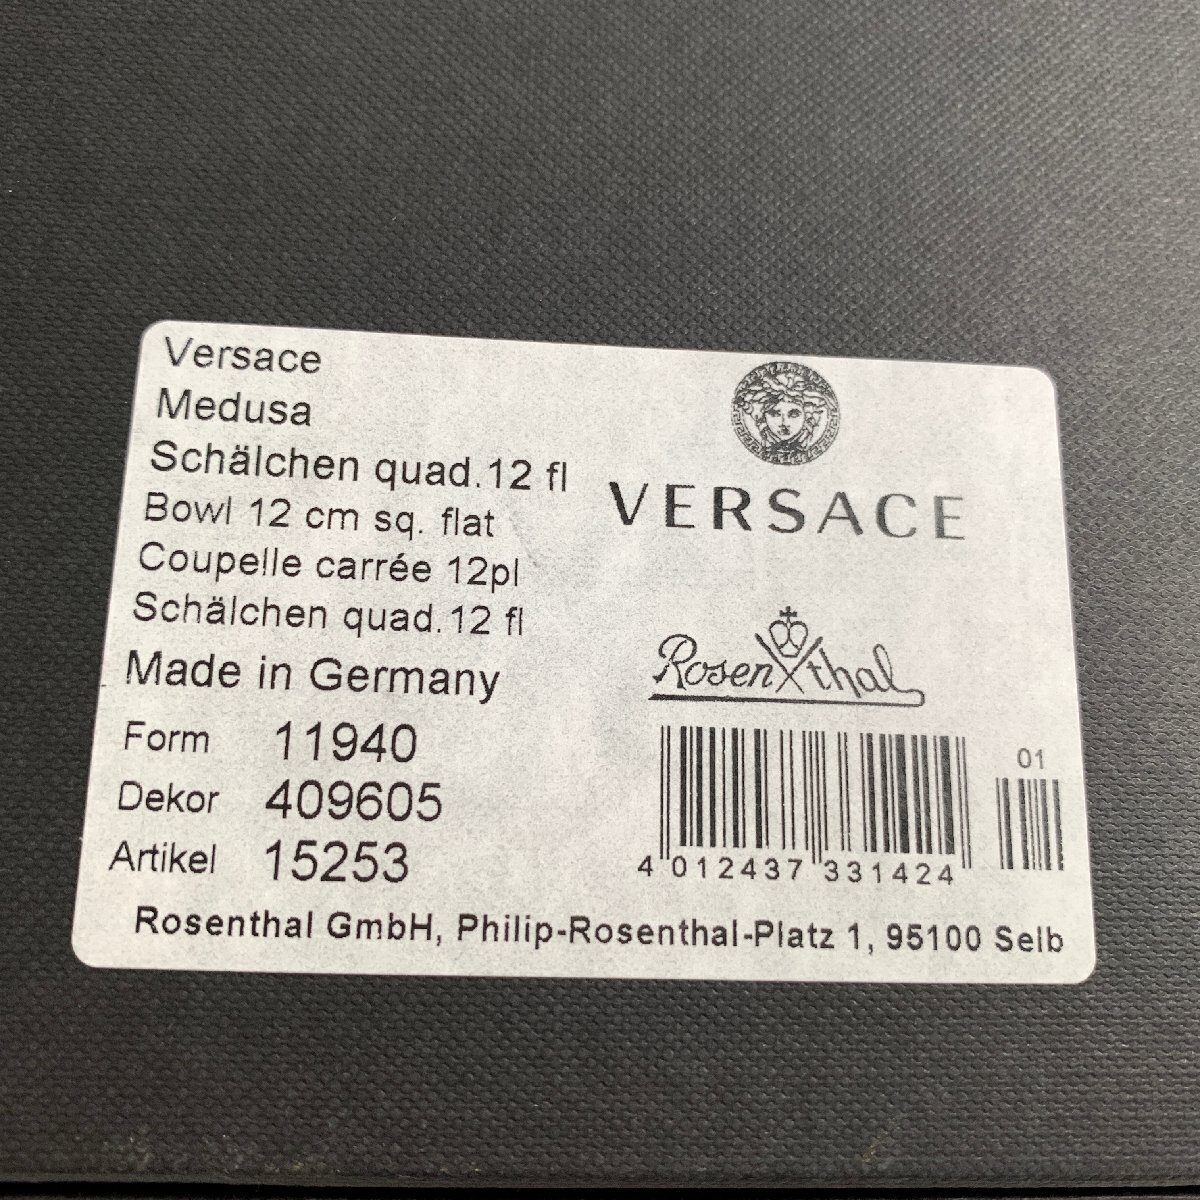 Versace
Medusa
Schälchen quad.12 fl
Bowl 12 cm sq. flat
Coupelle carrée 12pl
Schälchen quad.12 fl
Made in Germany
Form 11940
Dekor 409605
Artikel 15253
VERSACE
Rosenthal
01
4 012437 331424
Rosenthal GmbH, Philip-Rosenthal-Platz 1, 95100 Selb